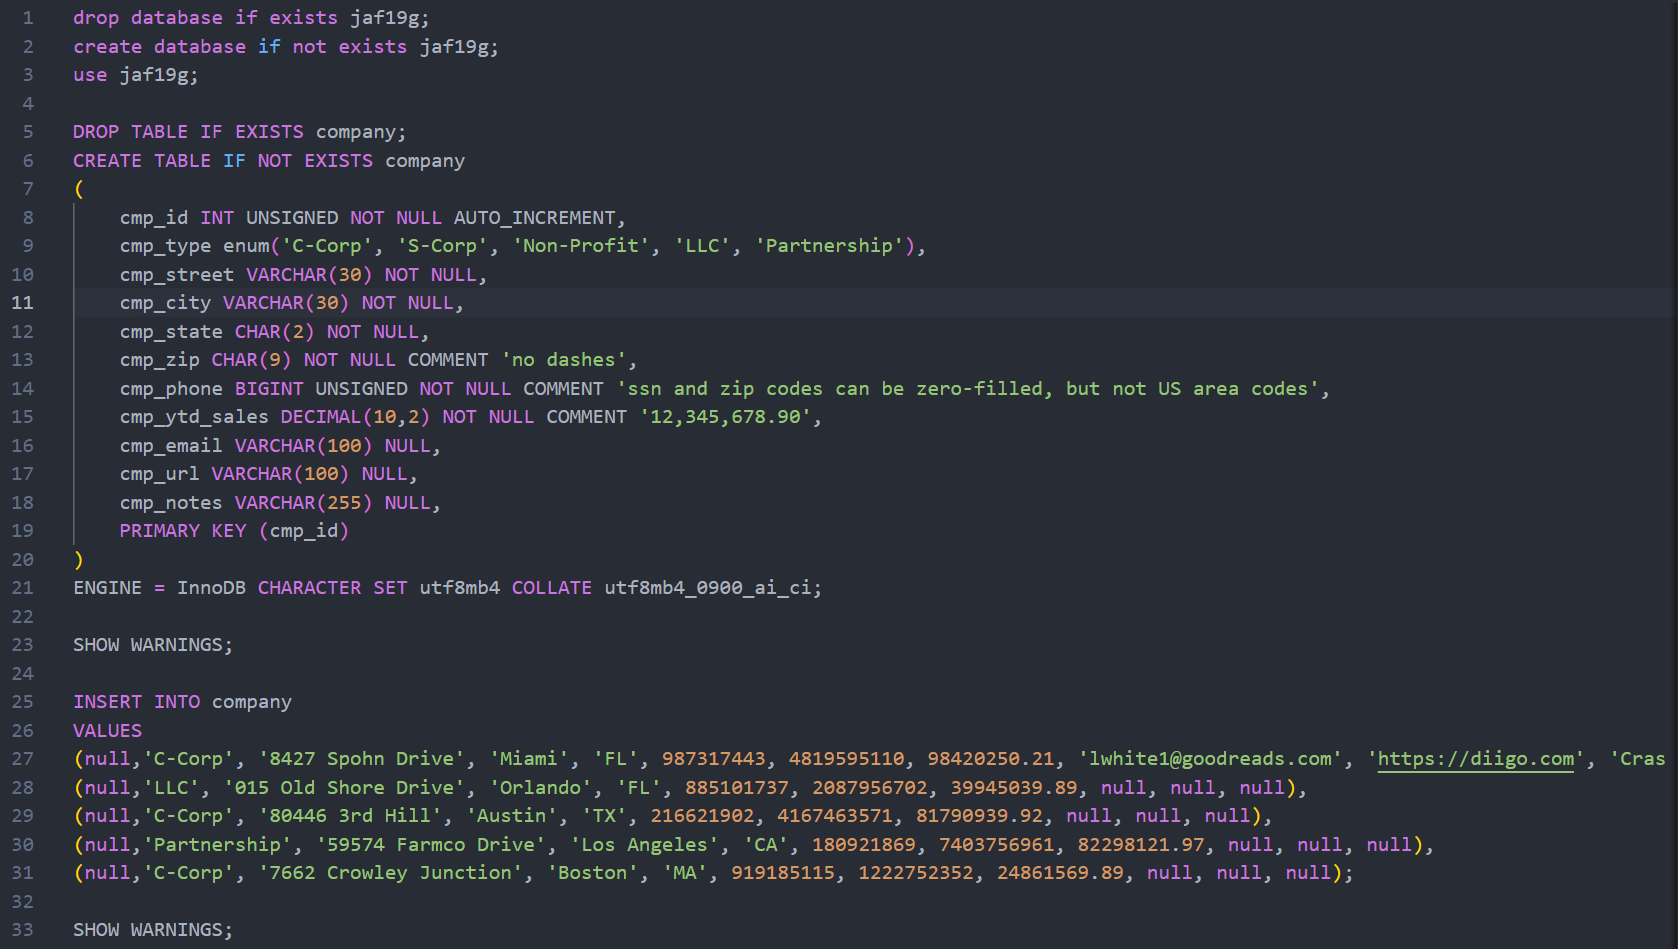 1 drop database if exists jaf19g;
2 create database if not exists jaf19g;
3 use jaf19g;
4
5 DROP TABLE IF EXISTS company;
6 CREATE TABLE IF NOT EXISTS company
7 (
8 cmp_id INT UNSIGNED NOT NULL AUTO_INCREMENT,
9 cmp_type enum('C-Corp', 'S-Corp', 'Non-Profit', 'LLC', 'Partnership'),
10 cmp_street VARCHAR(30) NOT NULL,
11 cmp_city VARCHAR(30) NOT NULL,
12 cmp_state CHAR(2) NOT NULL,
13 cmp_zip CHAR(9) NOT NULL COMMENT 'no dashes',
14 cmp_phone BIGINT UNSIGNED NOT NULL COMMENT 'ssn and zip codes can be zero-filled, but not US area codes',
15 cmp_ytd_sales DECIMAL(10,2) NOT NULL COMMENT '12,345,678.90',
16 cmp_email VARCHAR(100) NULL,
17 cmp_url VARCHAR(100) NULL,
18 cmp_notes VARCHAR(255) NULL,
19 PRIMARY KEY (cmp_id)
20 )
21 ENGINE = InnoDB CHARACTER SET utf8mb4 COLLATE utf8mb4_0900_ai_ci;
22
23 SHOW WARNINGS;
24
25 INSERT INTO company
26 VALUES
27 (null,'C-Corp', '8427 Spohn Drive', 'Miami', 'FL', 987317443, 4819595110, 98420250.21, 'lwhite1@goodreads.com', 'https://diigo.com', 'Cras
28 (null,'LLC', '015 Old Shore Drive', 'Orlando', 'FL', 885101737, 2087956702, 39945039.89, null, null, null),
29 (null,'C-Corp', '80446 3rd Hill', 'Austin', 'TX', 216621902, 4167463571, 81790939.92, null, null, null),
30 (null,'Partnership', '59574 Farmco Drive', 'Los Angeles', 'CA', 180921869, 7403756961, 82298121.97, null, null, null),
31 (null,'C-Corp', '7662 Crowley Junction', 'Boston', 'MA', 919185115, 1222752352, 24861569.89, null, null, null);
32
33 SHOW WARNINGS;